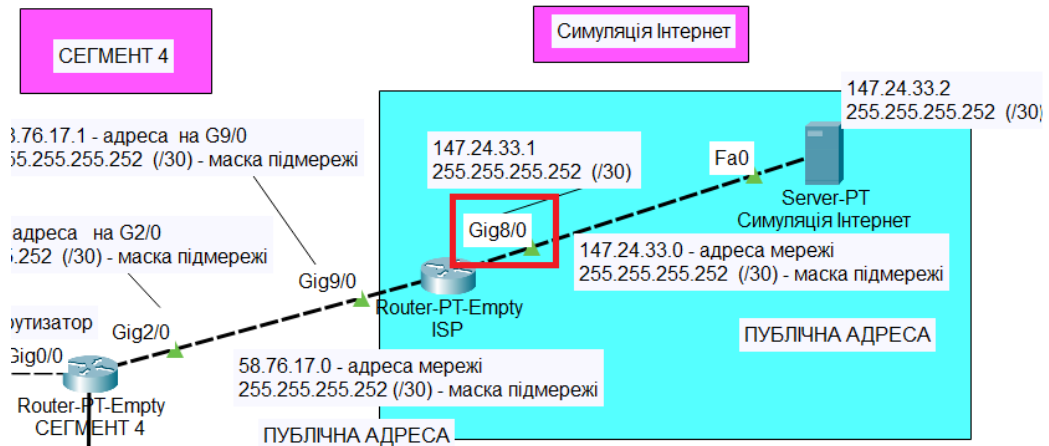 СЕГМЕНТ 4
Симуляція Інтернет
147.24.33.2
255.255.255.252 (/30)
.76.17.1 - адреса на G9/0
55.255.255.252 (/30) - маска підмережі
147.24.33.1
255.255.255.252 (/30)
Fa0
Server-PT
Симуляція Інтернет
адреса на G2/0
.252 (/30) - маска підмережі
Gig8/0
147.24.33.0 - адреса мережі
255.255.255.252 (/30) - маска підмережі
Gig9/0
Router-PT-Empty
ISP
рутизатор
Gig2/0
Gig0/0
ПУБЛІЧНА АДРЕСА
58.76.17.0 - адреса мережі
255.255.255.252 (/30) - маска підмережі
Router-PT-Empty
СЕГМЕНТ 4
ПУБЛІЧНА АДРЕСА